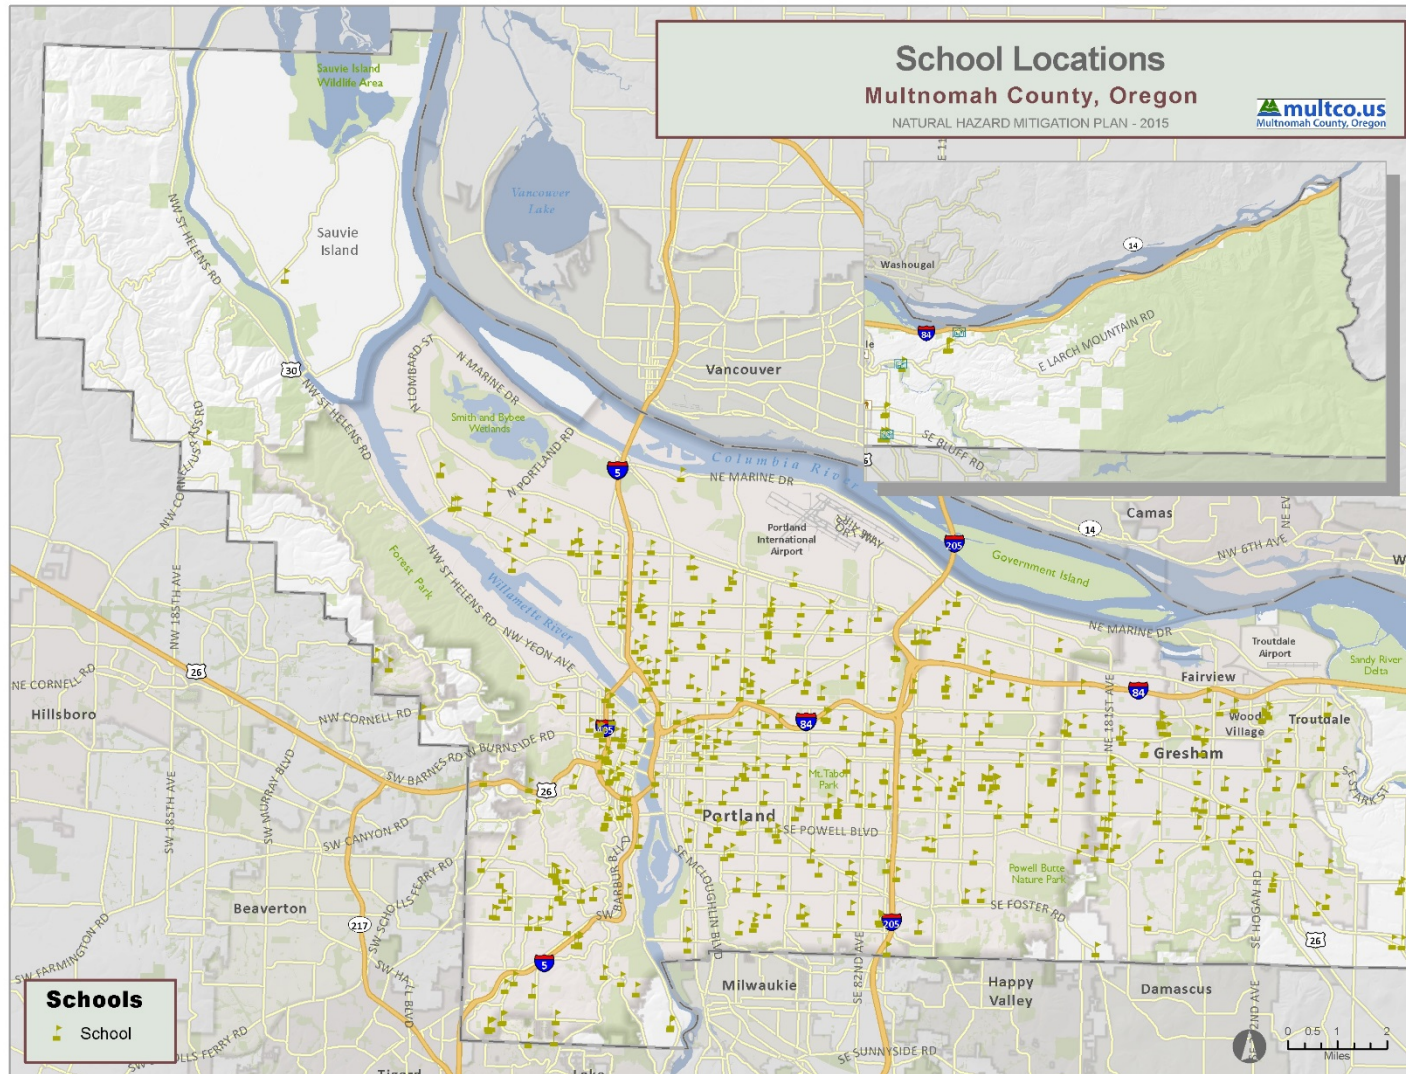 School Locations
Multnomah County, Oregon
NATURAL HAZARD MITIGATION PLAN - 2015
multco.us
Multnomah County, Oregon
Sauvie Island
Wildlife Area
Vancouver
Lake
Sauvie
Island
NW ST HELENS RD
14
Washougal
84
E LARCH MOUNTAIN RD
SE BLUFF RD
30
N LOMBARD ST
N MARINE DR
Vancouver
Smith and Bybee
Wetlands
NW ST HELENS RD
N PORTLAND RD
5
Columbia River
NE MARINE DR
Portland
International
Airport
14
Camas
205
Government Island
NW 6TH AVE
NW 185TH AVE
Forest Park
NW ST HELENS RD
Willamette River
NW YEON AVE
NE MARINE DR
Troutdale
Airport
Sandy River
Delta
26
NE CORNELL RD
Hillsboro
NW CORNELL RD
Fairview
84
NE 181ST AVE
84
Wood
Village
Troutdale
Gresham
SW BARNES RD
W BURNSIDE RD
26
Mt. Tabor
Park
SE STARK ST
SW 185TH AVE
SW MURRAY BLVD
SW CANYON RD
Portland
SE POWELL BLVD
SW SCHOLLS FERRY RD
SW BARBUR BLVD
SE MCLOUGHLIN BLVD
Powell Butte
Nature Park
Beaverton
217
SE FOSTER RD
205
SE HOGAN RD
26
SW FARMINGTON RD
SW HALL BLVD
5
Milwaukie
SE 82ND AVE
Happy
Valley
Damascus
Schools
School
SE SUNNYSIDE RD
0 0.5 1 2
Miles